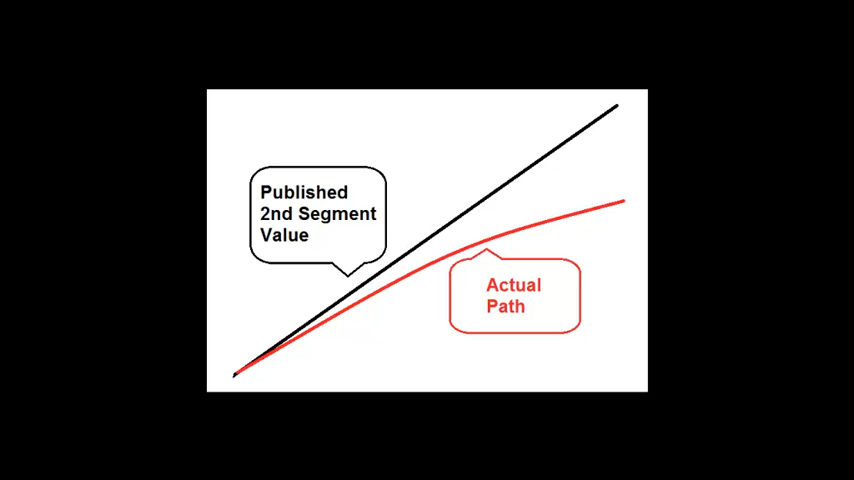 Published
2nd Segment
Value
Actual
Path